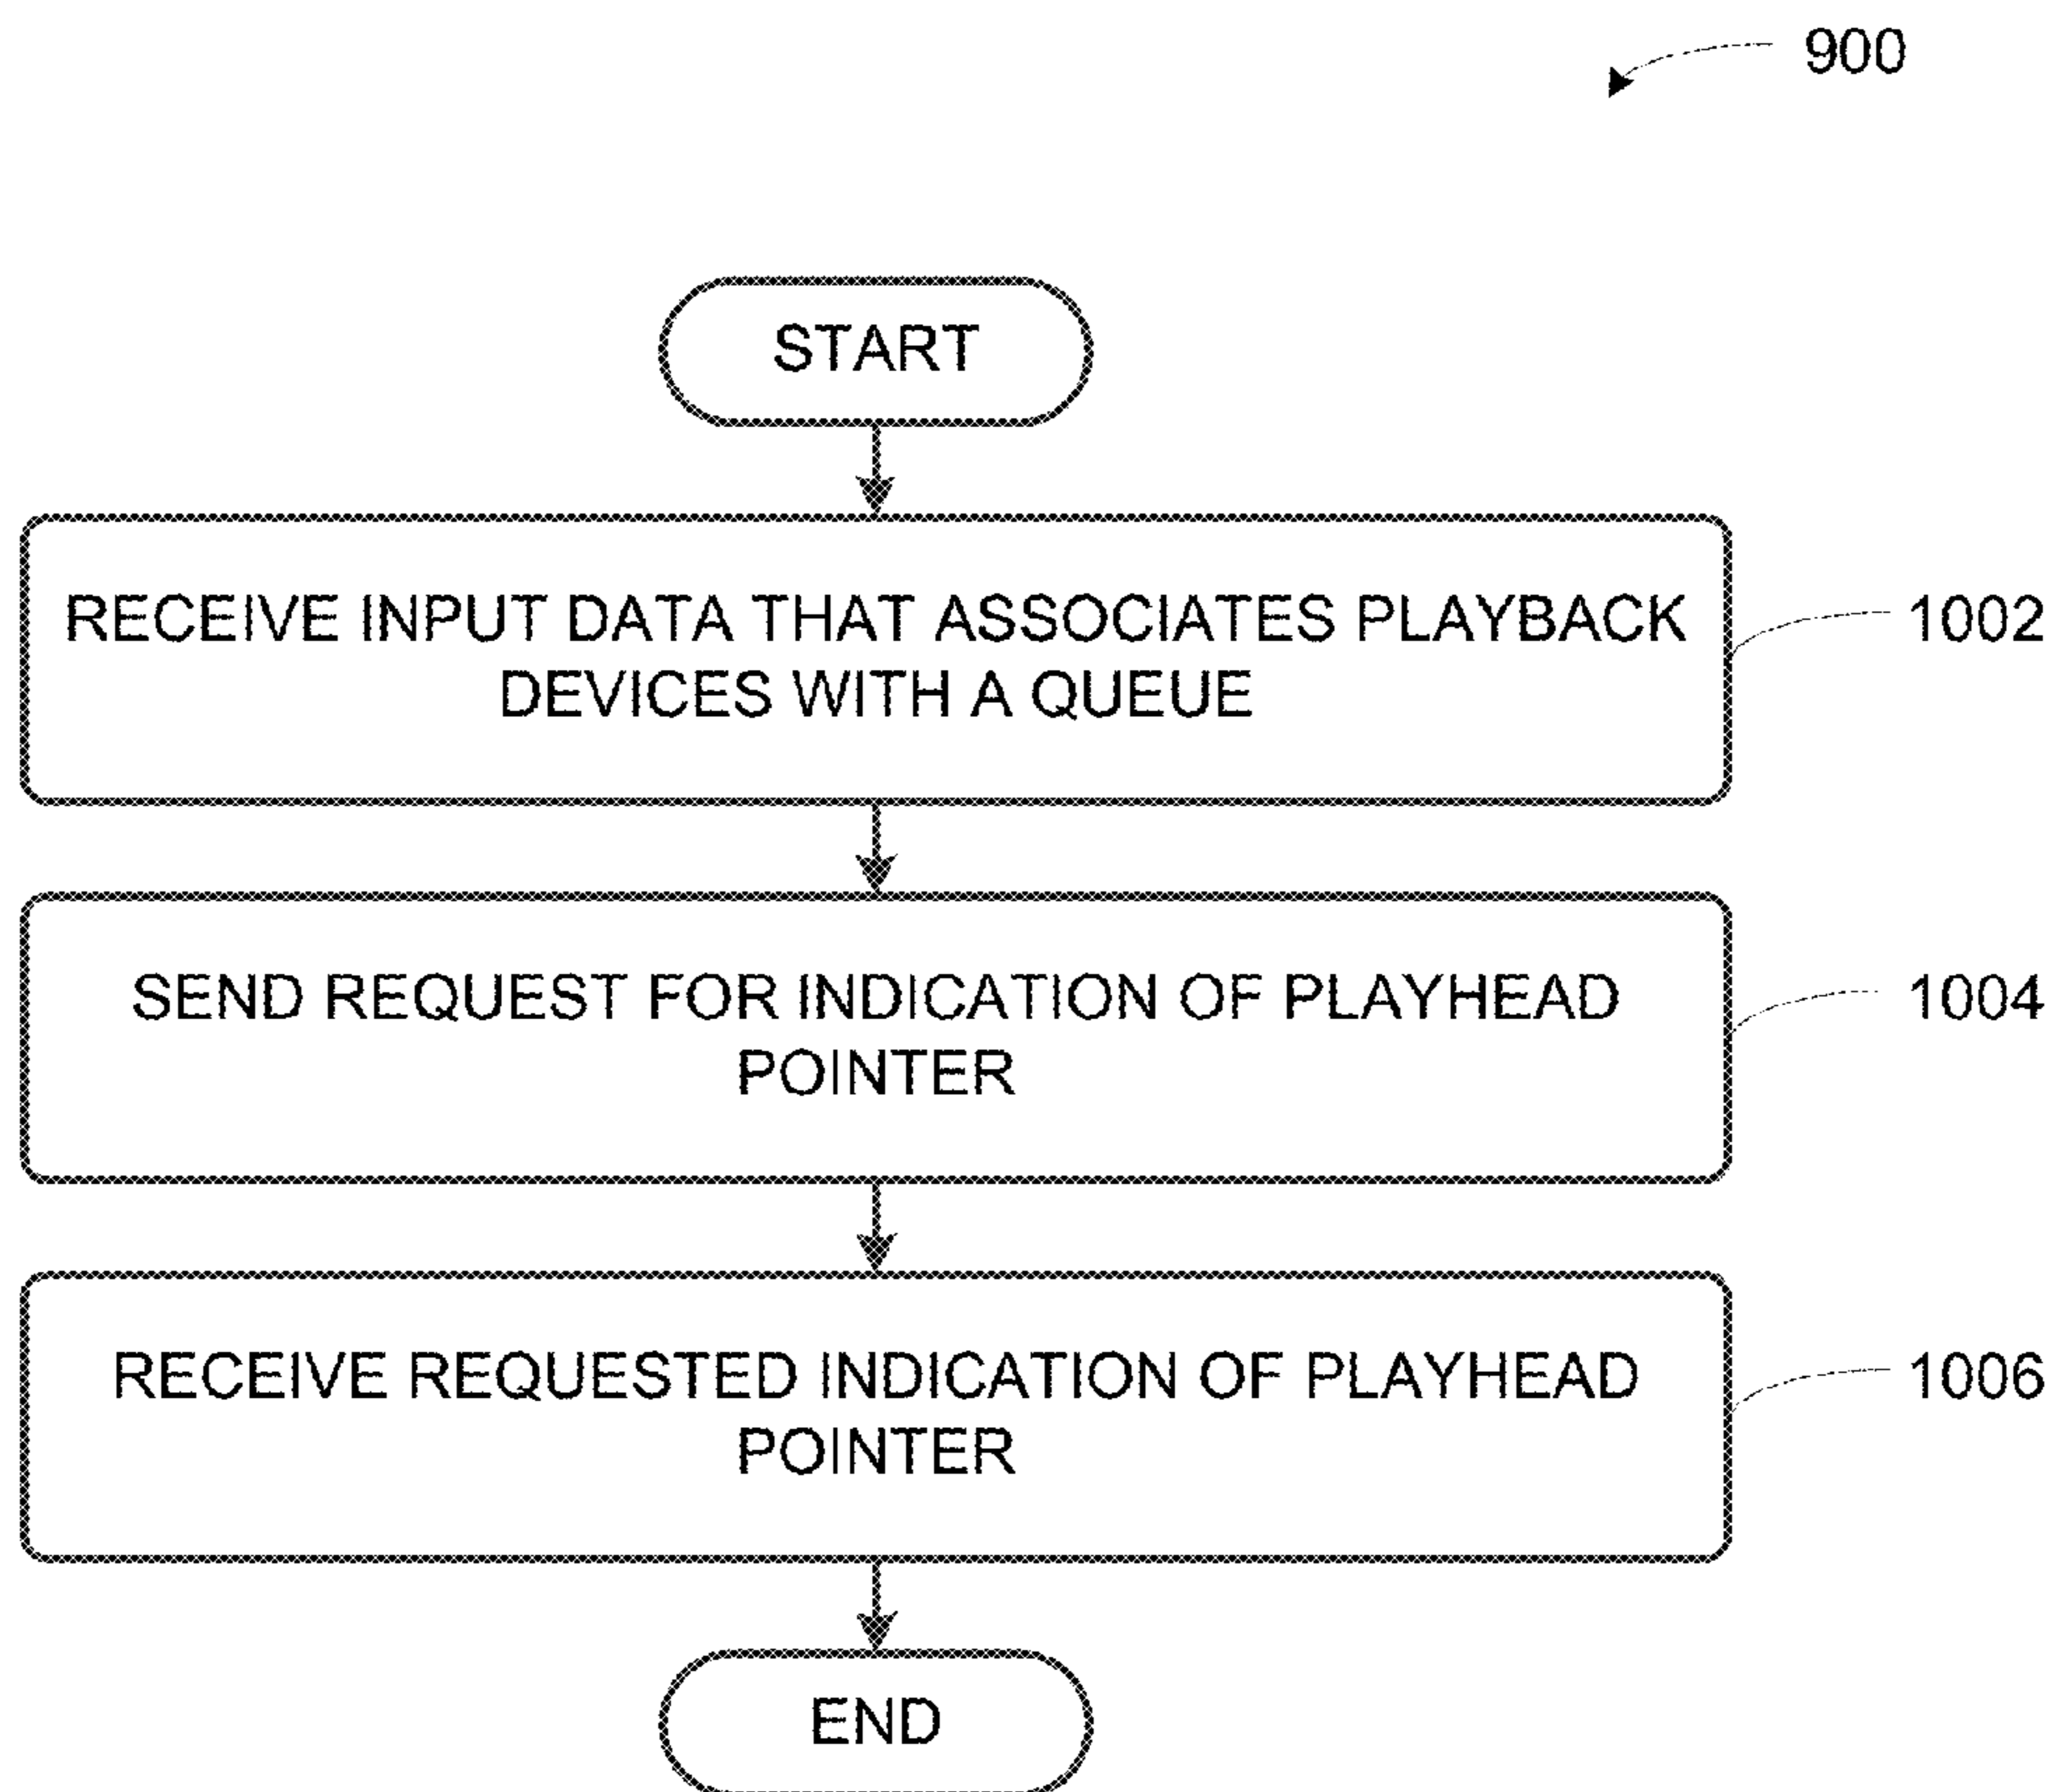 900
START
RECEIVE INPUT DATA THAT ASSOCIATES PLAYBACK
DEVICES WITH A QUEUE
1002
SEND REQUEST FOR INDICATION OF PLAYHEAD
POINTER
1004
RECEIVE REQUESTED INDICATION OF PLAYHEAD
POINTER
1006
END